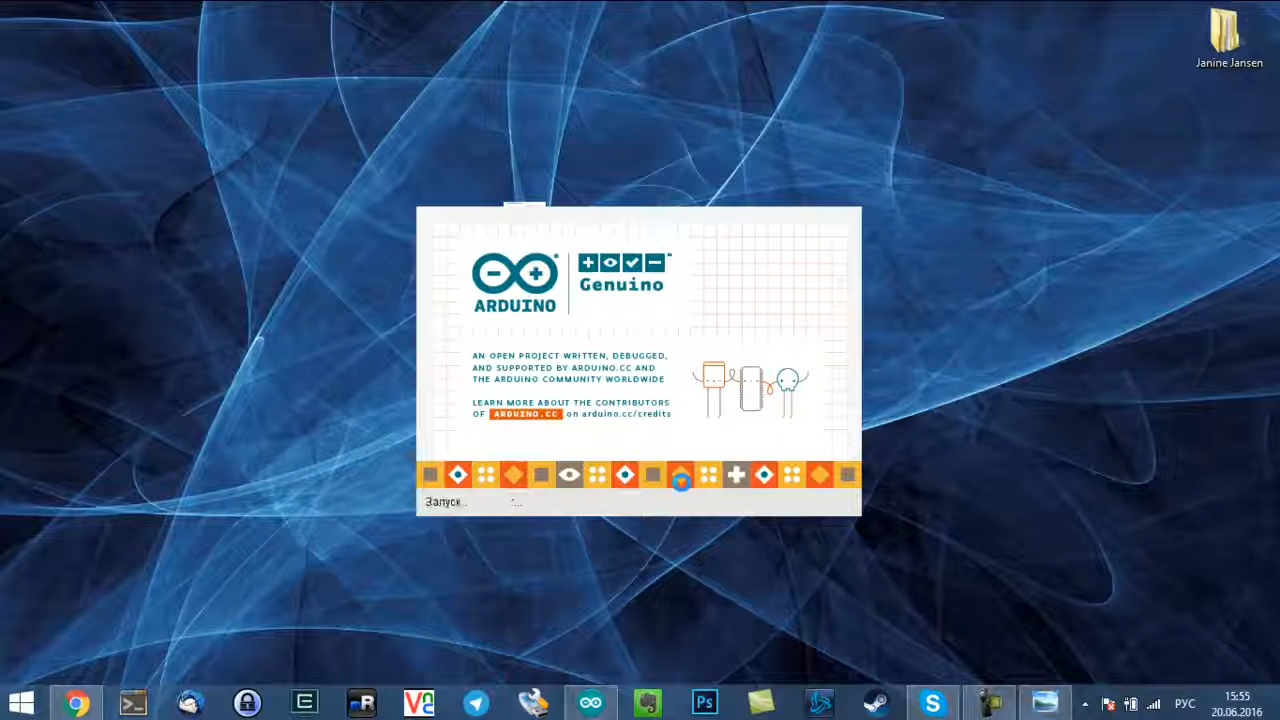 Janine Jansen
ARDUINO
Genuino
AN OPEN PROJECT WRITTEN, DEBUGGED,
AND SUPPORTED BY ARDUINO.CC AND
THE ARDUINO COMMUNITY WORLDWIDE
LEARN MORE ABOUT THE CONTRIBUTORS
OF ARDUINO.CC on arduino.cc/credits
Запуск...
Ps
РУС
15:55
20.06.2016